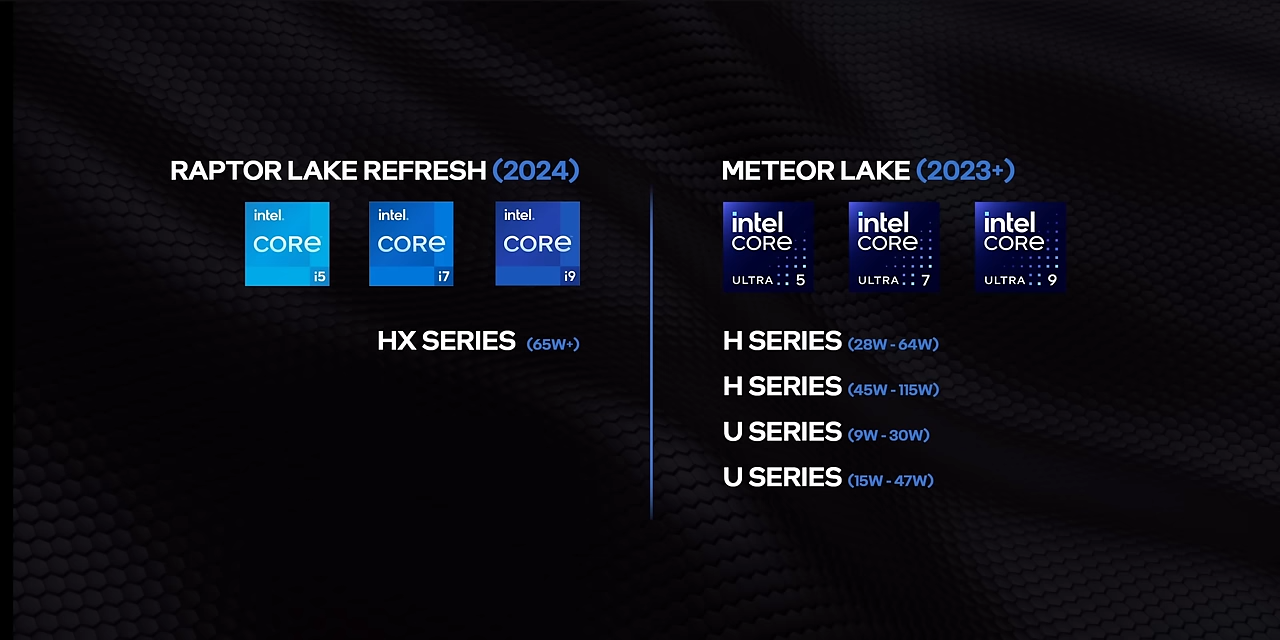 RAPTOR LAKE REFRESH (2024)
intel. CORE i5
intel. CORE i7
intel. CORE i9
HX SERIES (65W+)
METEOR LAKE (2023+)
intel CORE ULTRA 5
intel CORE ULTRA 7
intel CORE ULTRA 9
H SERIES (28W - 64W)
H SERIES (45W - 115W)
U SERIES (9W - 30W)
U SERIES (15W - 47W)